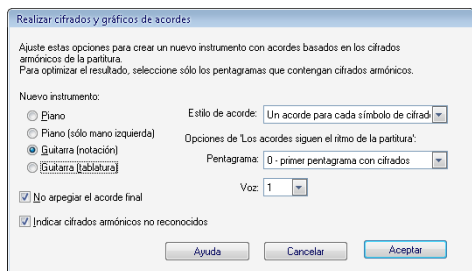 Realizar cifrados y gráficos de acordes
Ajuste estas opciones para crear un nuevo instrumento con acordes basados en los cifrados
armónicos de la partitura.
Para optimizar el resultado, seleccione sólo los pentagramas que contengan cifrados armónicos.
Nuevo instrumento:
Piano
Piano (sólo mano izquierda)
Guitarra (notación)
Guitarra (tablatura)
No arpegiar el acorde final
Indicar cifrados armónicos no reconocidos
Estilo de acorde: Un acorde para cada símbolo de cifrad
Opciones de 'Los acordes siguen el ritmo de la partitura':
Pentagrama: 0 - primer pentagrama con cifrados
Voz: 1
Ayuda Cancelar Aceptar